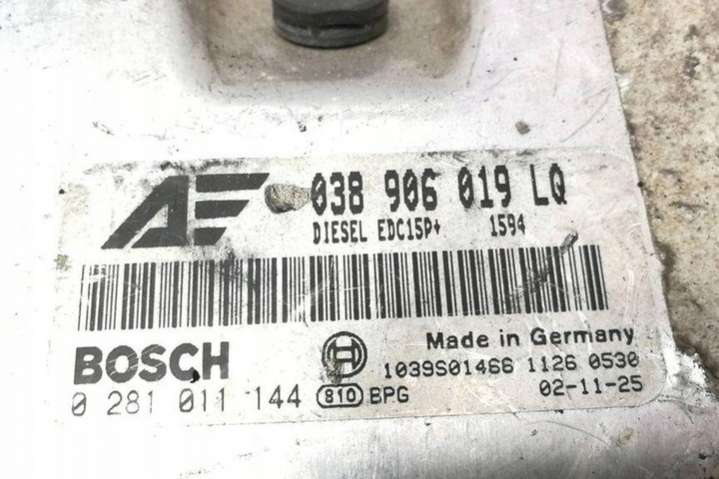 AE 038 906 019 LQ
DIESEL EDC15P+ 1594
BOSCH
Made in Germany
1039S01466 1126 0530
0 281 011 144 810 BPG 02-11-25